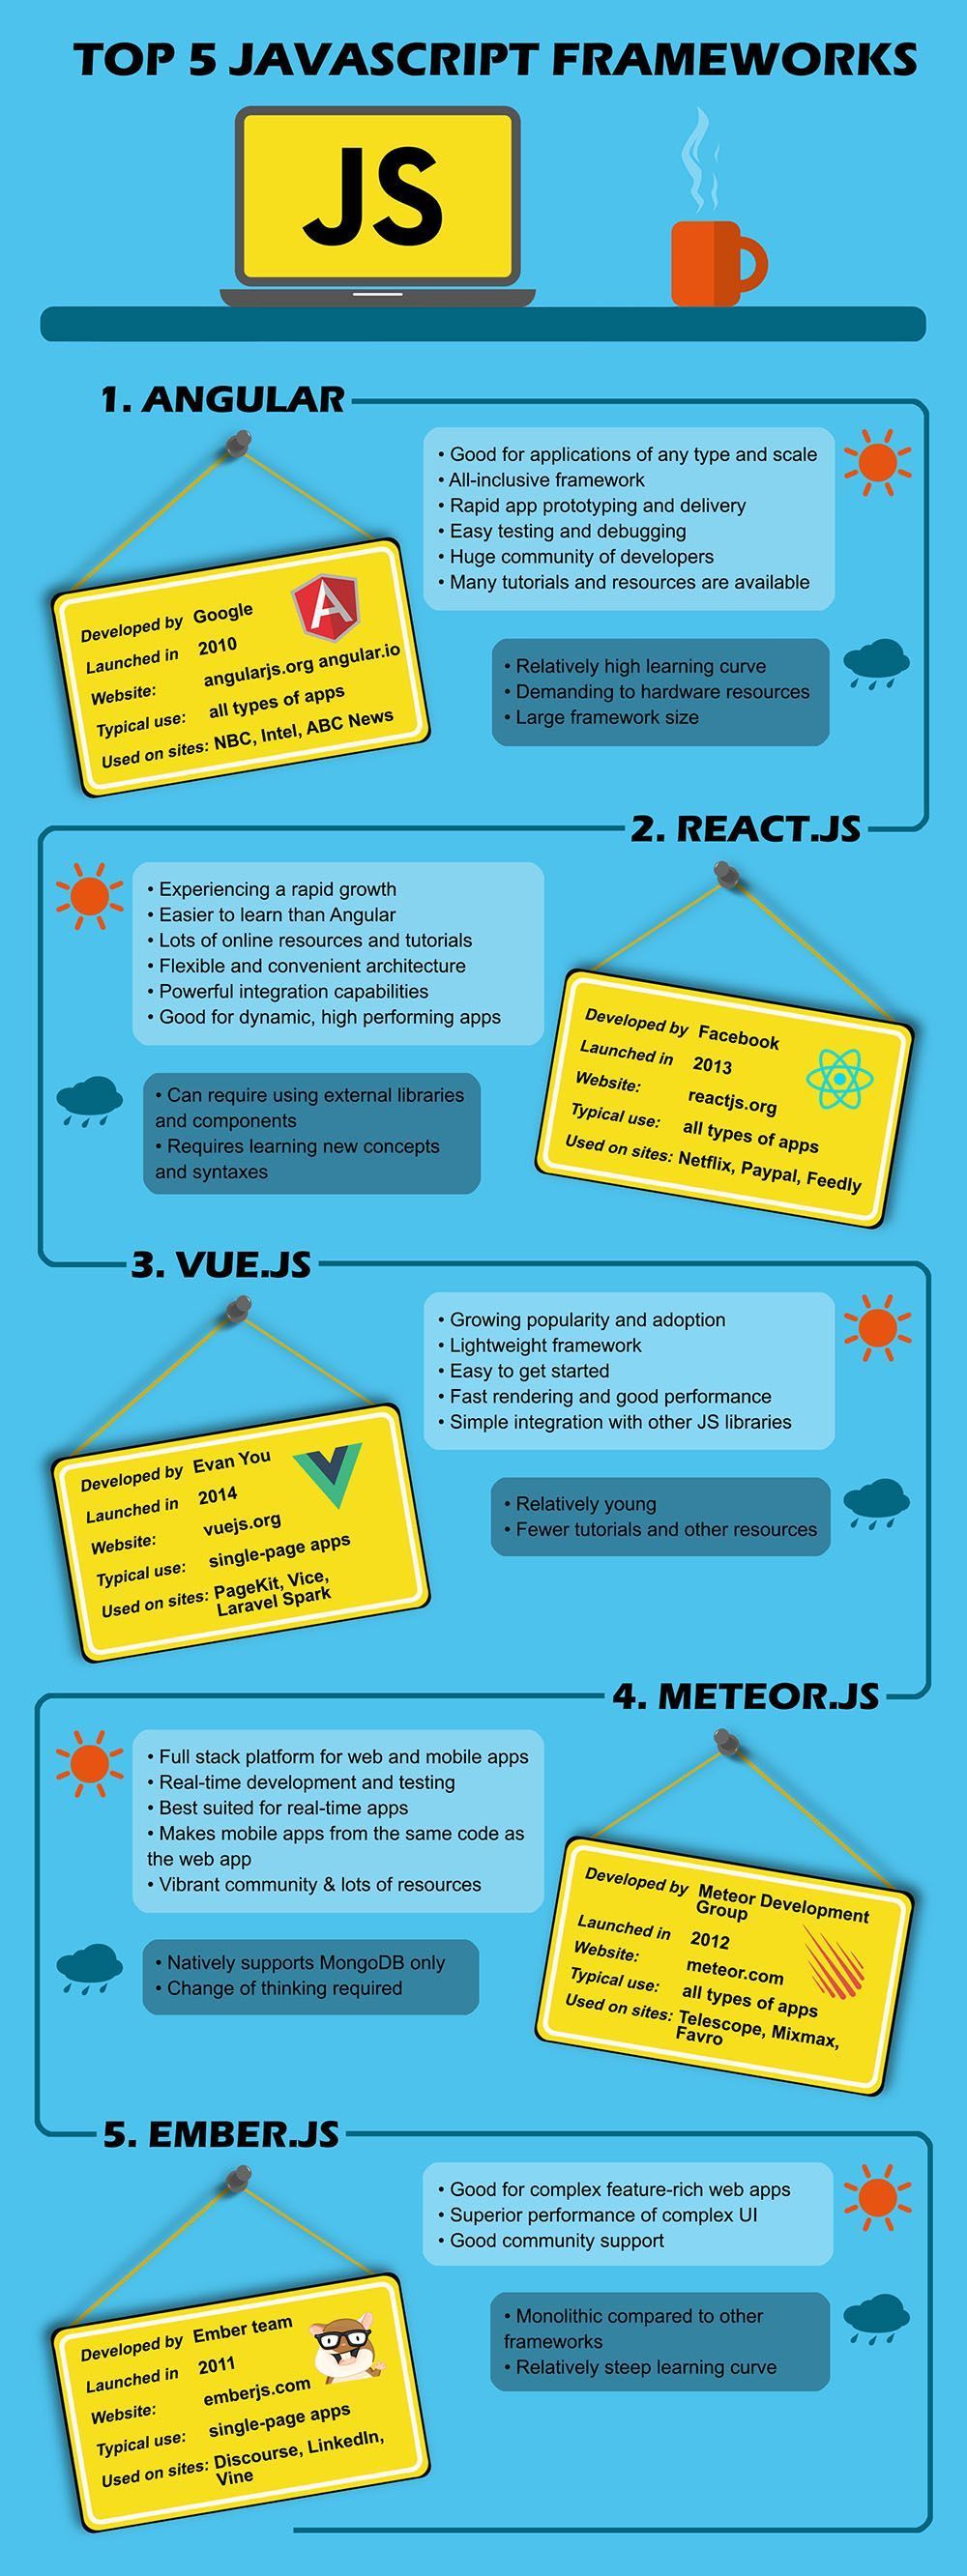 TOP 5 JAVASCRIPT FRAMEWORKS
JS
1. ANGULAR
• Good for applications of any type and scale
• All-inclusive framework
• Rapid app prototyping and delivery
• Easy testing and debugging
• Huge community of developers
• Many tutorials and resources are available
Developed by Google
Launched in 2010
Website: angularjs.org angular.io
Typical use: all types of apps
Used on sites: NBC, Intel, ABC News
• Relatively high learning curve
• Demanding to hardware resources
• Large framework size
2. REACT.JS
• Experiencing a rapid growth
• Easier to learn than Angular
• Lots of online resources and tutorials
• Flexible and convenient architecture
• Powerful integration capabilities
• Good for dynamic, high performing apps
Developed by Facebook
Launched in 2013
Website: reactjs.org
Typical use: all types of apps
Used on sites: Netflix, Paypal, Feedly
• Can require using external libraries
and components
• Requires learning new concepts
and syntaxes
3. VUE.JS
• Growing popularity and adoption
• Lightweight framework
• Easy to get started
• Fast rendering and good performance
• Simple integration with other JS libraries
Developed by Evan You
Launched in 2014
Website: vuejs.org
Typical use: single-page apps
Used on sites: PageKit, Vice,
Laravel Spark
• Relatively young
• Fewer tutorials and other resources
4. METEOR.JS
• Full stack platform for web and mobile apps
• Real-time development and testing
• Best suited for real-time apps
• Makes mobile apps from the same code as
the web app
• Vibrant community & lots of resources
Developed by Meteor Development
Group
Launched in 2012
Website: meteor.com
Typical use: all types of apps
Used on sites: Telescope, Mixmax,
Favro
• Natively supports MongoDB only
• Change of thinking required
5. EMBER.JS
• Good for complex feature-rich web apps
• Superior performance of complex UI
• Good community support
Developed by Ember team
Launched in 2011
Website: emberjs.com
Typical use: single-page apps
Used on sites: Discourse, LinkedIn,
Vine
• Monolithic compared to other
frameworks
• Relatively steep learning curve